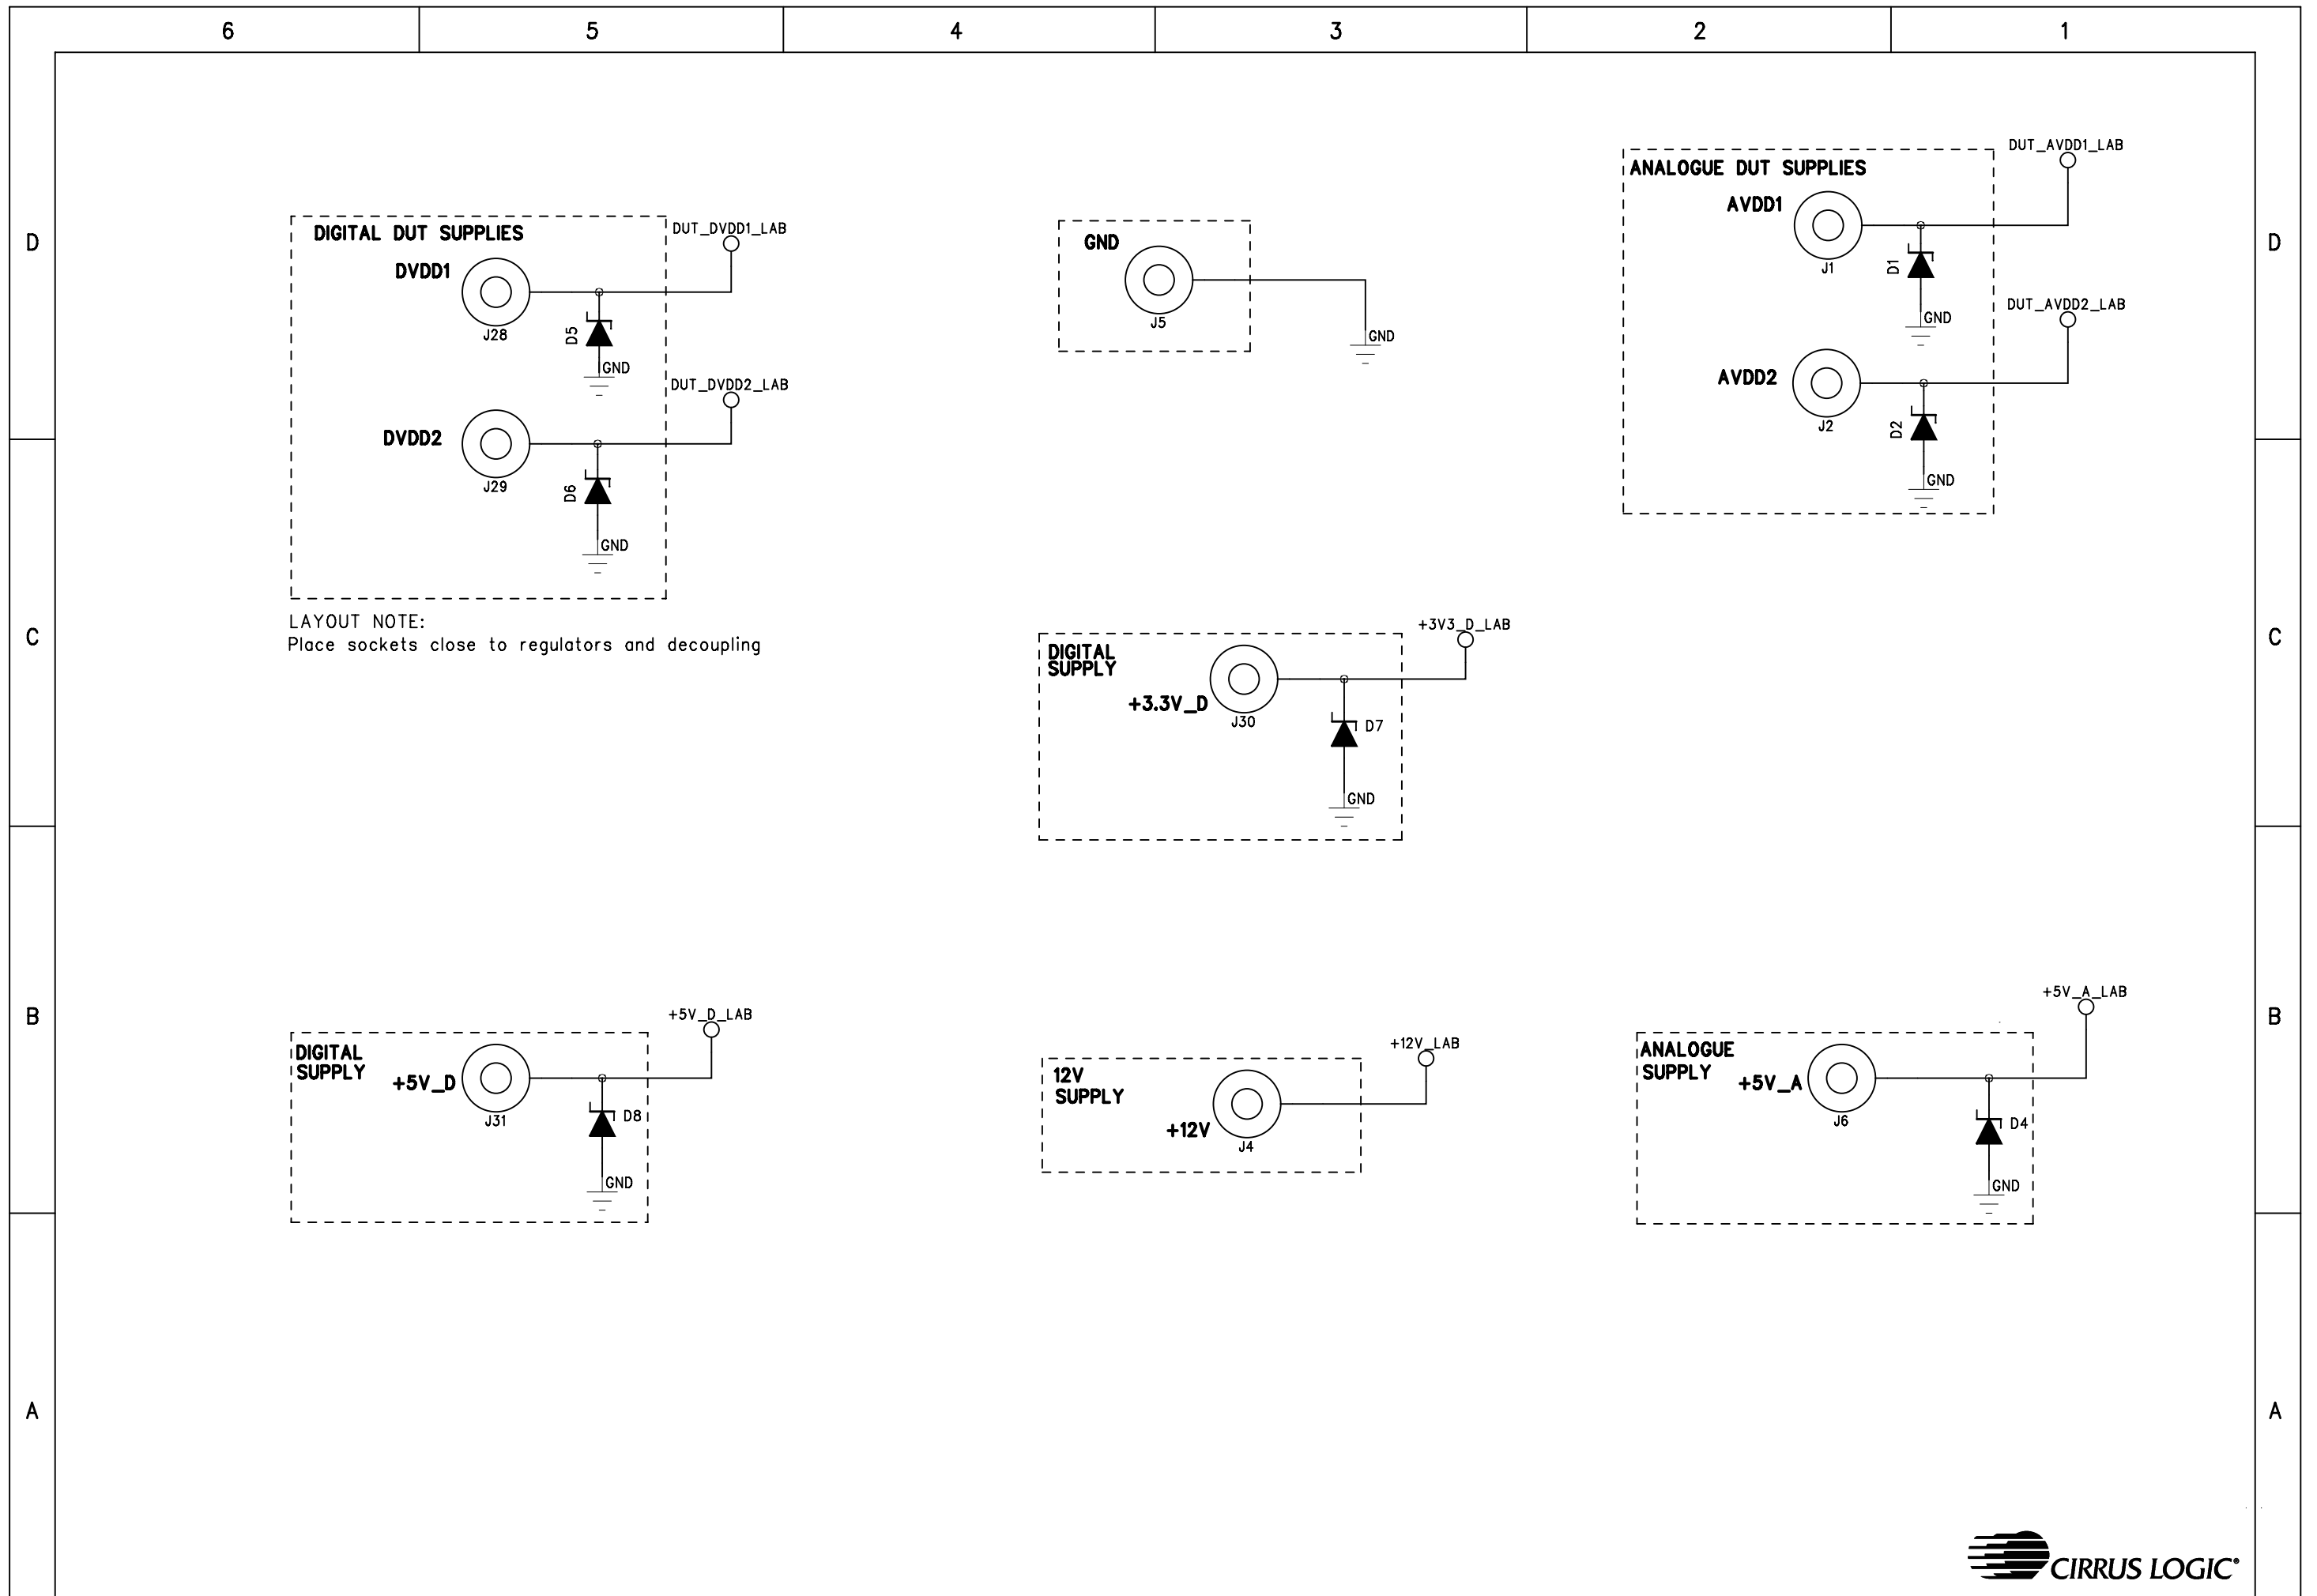 6 5 4 3 2 1
D
D
DIGITAL DUT SUPPLIES
DVDD1
J28
D5
GND
DUT_DVDD1_LAB
DVDD2
J29
D6
GND
DUT_DVDD2_LAB
LAYOUT NOTE:
Place sockets close to regulators and decoupling
GND
J5
GND
ANALOGUE DUT SUPPLIES
AVDD1
J1
D1
GND
DUT_AVDD1_LAB
AVDD2
J2
D2
GND
DUT_AVDD2_LAB
C
C
DIGITAL
SUPPLY
+3.3V_D
J30
D7
GND
+3V3_D_LAB
B
B
DIGITAL
SUPPLY
+5V_D
J31
D8
GND
+5V_D_LAB
12V
SUPPLY
+12V
J4
+12V_LAB
ANALOGUE
SUPPLY
+5V_A
J6
D4
GND
+5V_A_LAB
A
A
CIRRUS LOGIC®